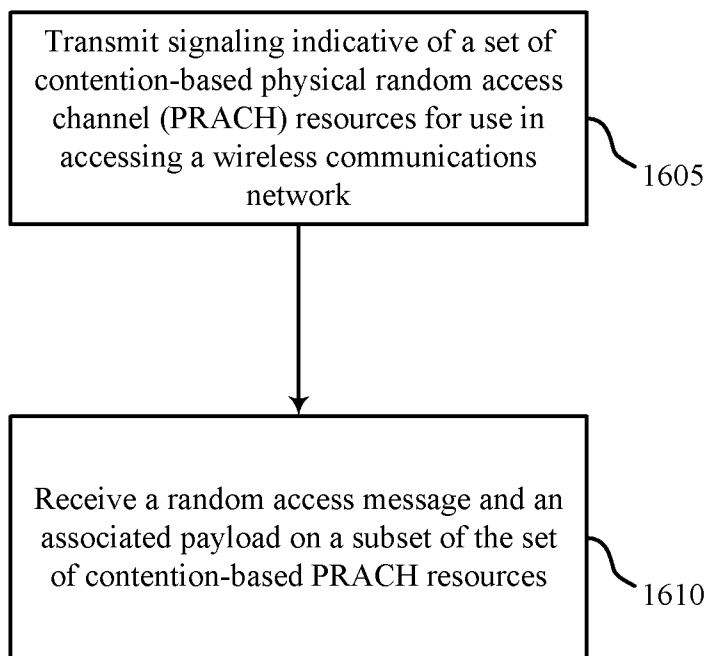 Transmit signaling indicative of a set of
contention-based physical random access
channel (PRACH) resources for use in
accessing a wireless communications
network
1605
Receive a random access message and an
associated payload on a subset of the set
of contention-based PRACH resources
1610